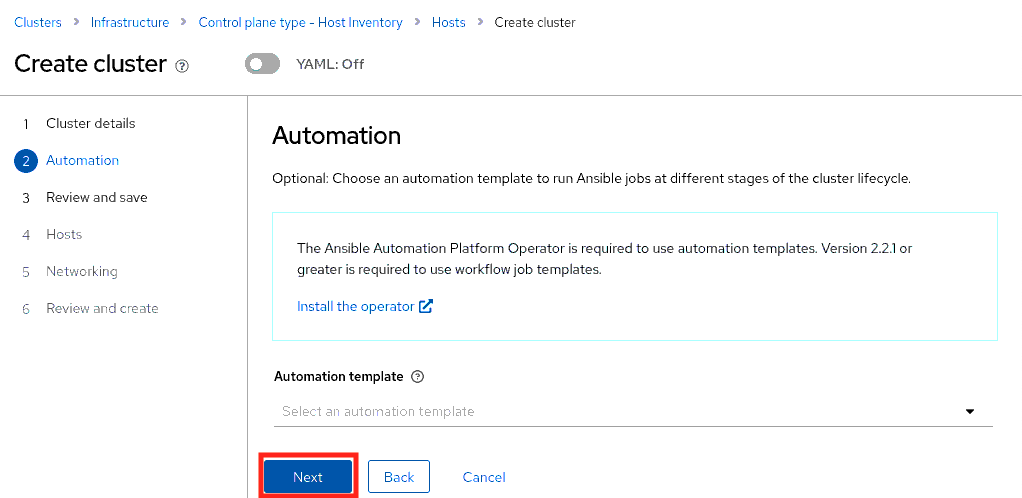 Clusters > Infrastructure > Control plane type - Host Inventory > Hosts > Create cluster
Create cluster
YAML: Off
1 Cluster details
2 Automation
3 Review and save
4 Hosts
5 Networking
6 Review and create
Automation
Optional: Choose an automation template to run Ansible jobs at different stages of the cluster lifecycle.
The Ansible Automation Platform Operator is required to use automation templates. Version 2.2.1 or
greater is required to use workflow job templates.
Install the operator
Automation template
Select an automation template
Next Back Cancel